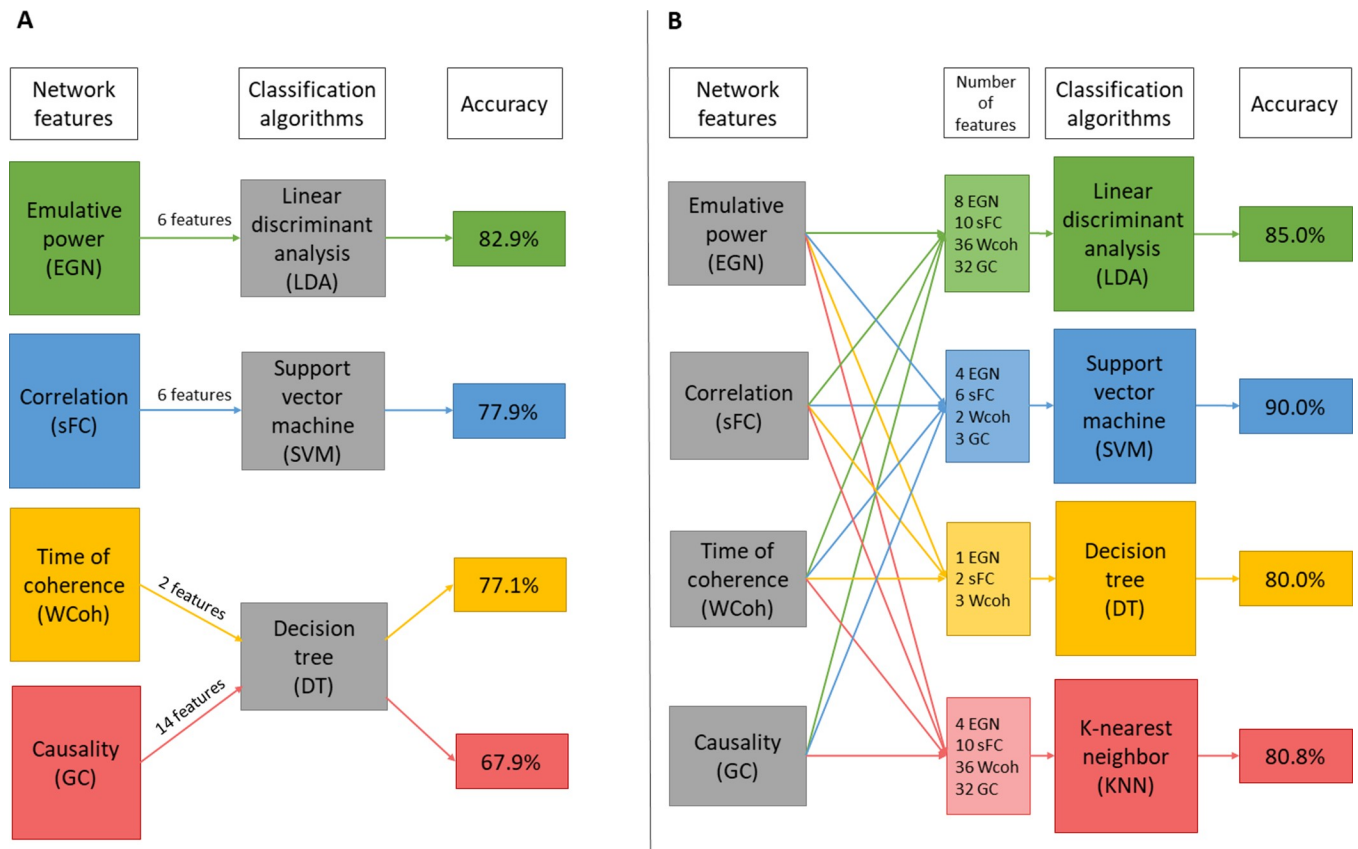 A
Network
features
Classification
algorithms
Accuracy
Emulative
power
(EGN)
6 features
Linear
discriminant
analysis
(LDA)
82.9%
Correlation
(sFC)
6 features
Support
vector
machine
(SVM)
77.9%
Time of
coherence
(WCoh)
2 features
Decision
tree
(DT)
77.1%
Causality
(GC)
14 features
67.9%
B
Network
features
Number
of
features
Classification
algorithms
Accuracy
Emulative
power
(EGN)
8 EGN
10 sFC
36 Wcoh
32 GC
Linear
discriminant
analysis
(LDA)
85.0%
Correlation
(sFC)
4 EGN
6 sFC
2 Wcoh
3 GC
Support
vector
machine
(SVM)
90.0%
Time of
coherence
(WCoh)
1 EGN
2 sFC
3 Wcoh
Decision
tree
(DT)
80.0%
Causality
(GC)
4 EGN
10 sFC
36 Wcoh
32 GC
K-nearest
neighbor
(KNN)
80.8%